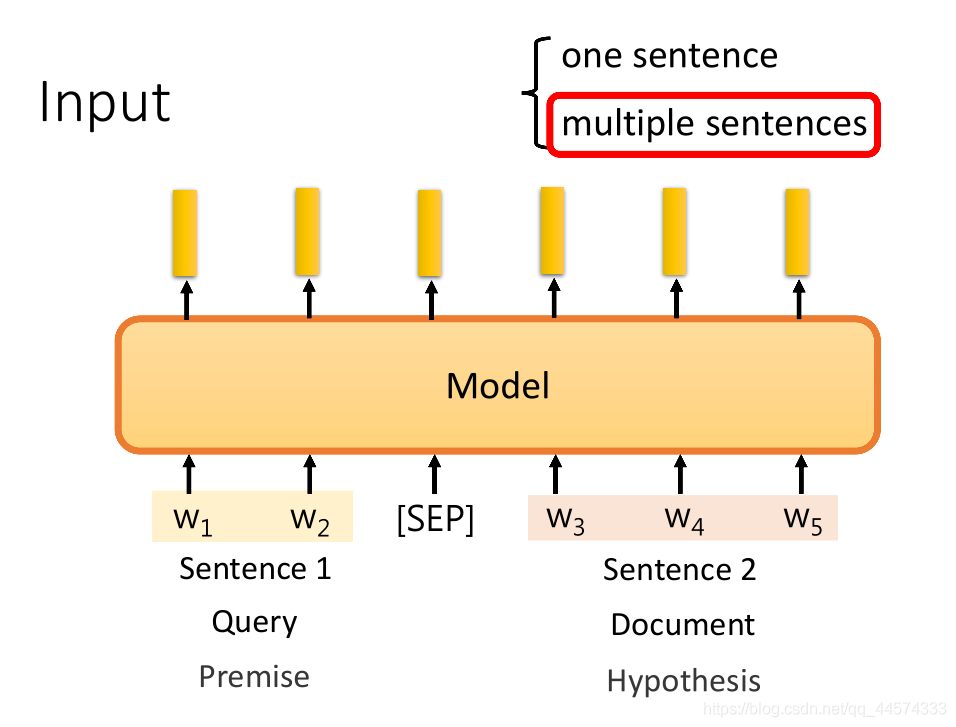 Input
one sentence
multiple sentences
Model
w1 w2 [SEP] w3 w4 w5
Sentence 1 Sentence 2
Query Document
Premise Hypothesis
https://blog.csdn.net/qq_44574333